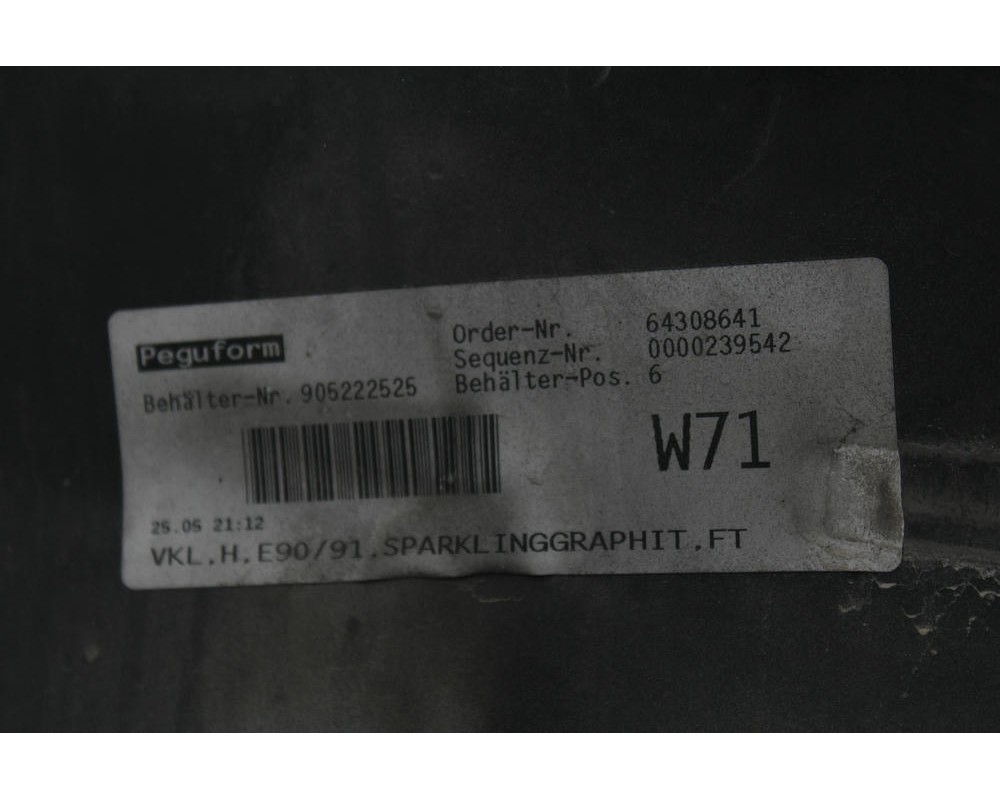 Peguform
Behälter-Nr. 905222525
Order-Nr. 64308641
Sequenz-Nr. 0000239542
Behälter-Pos. 6
W71
25.05 21:12
VKL.H.E90/91.SPARKLINGGRAPHIT.FT